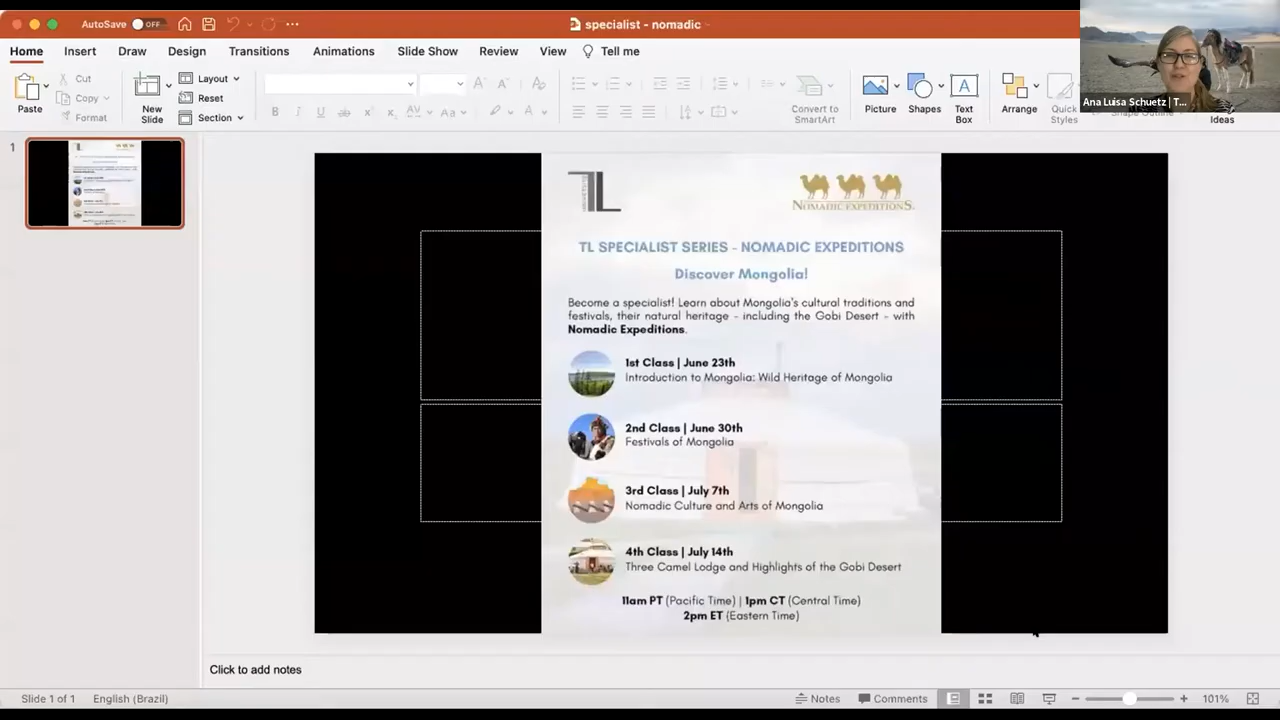 AutoSave OFF
specialist - nomadic
Home Insert Draw Design Transitions Animations Slide Show Review View Tell me
Paste
Cut
Copy
Format
New Slide
Layout
Reset
Section
Convert to SmartArt
Picture
Shapes
Text Box
Arrange
Quick Styles
Shape Outline
Ideas
Ana Luisa Schuetz | T...
1
TL
NOMADIC EXPEDITIONS
TL SPECIALIST SERIES - NOMADIC EXPEDITIONS
Discover Mongolia!
Become a specialist! Learn about Mongolia's cultural traditions and
festivals, their natural heritage - including the Gobi Desert - with
Nomadic Expeditions.
1st Class | June 23th
Introduction to Mongolia: Wild Heritage of Mongolia
2nd Class | June 30th
Festivals of Mongolia
3rd Class | July 7th
Nomadic Culture and Arts of Mongolia
4th Class | July 14th
Three Camel Lodge and Highlights of the Gobi Desert
11am PT (Pacific Time) | 1pm CT (Central Time)
2pm ET (Eastern Time)
Click to add notes
Slide 1 of 1 English (Brazil) Notes Comments 101%